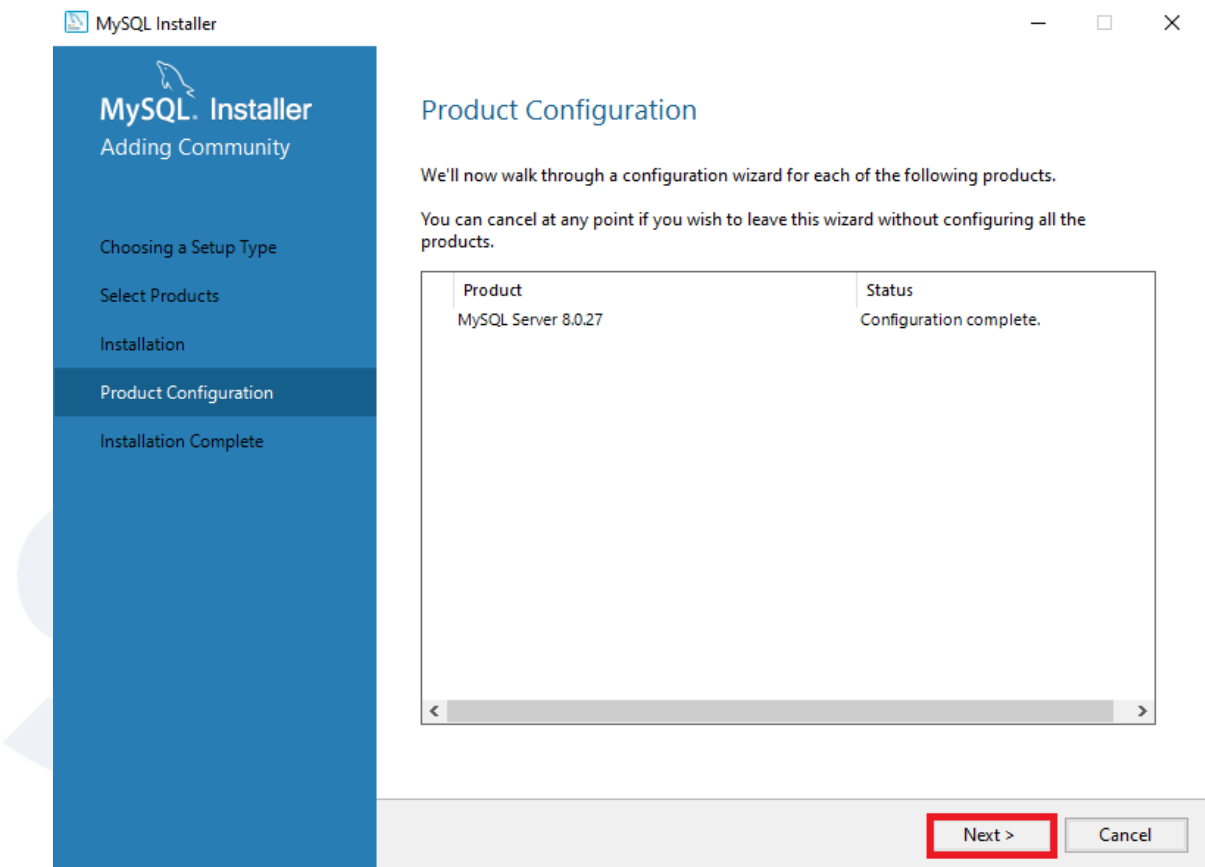 MySQL Installer
MySQL. Installer
Adding Community
Choosing a Setup Type
Select Products
Installation
Product Configuration
Installation Complete
Product Configuration
We'll now walk through a configuration wizard for each of the following products.
You can cancel at any point if you wish to leave this wizard without configuring all the
products.
Product Status
MySQL Server 8.0.27 Configuration complete.
Next > Cancel